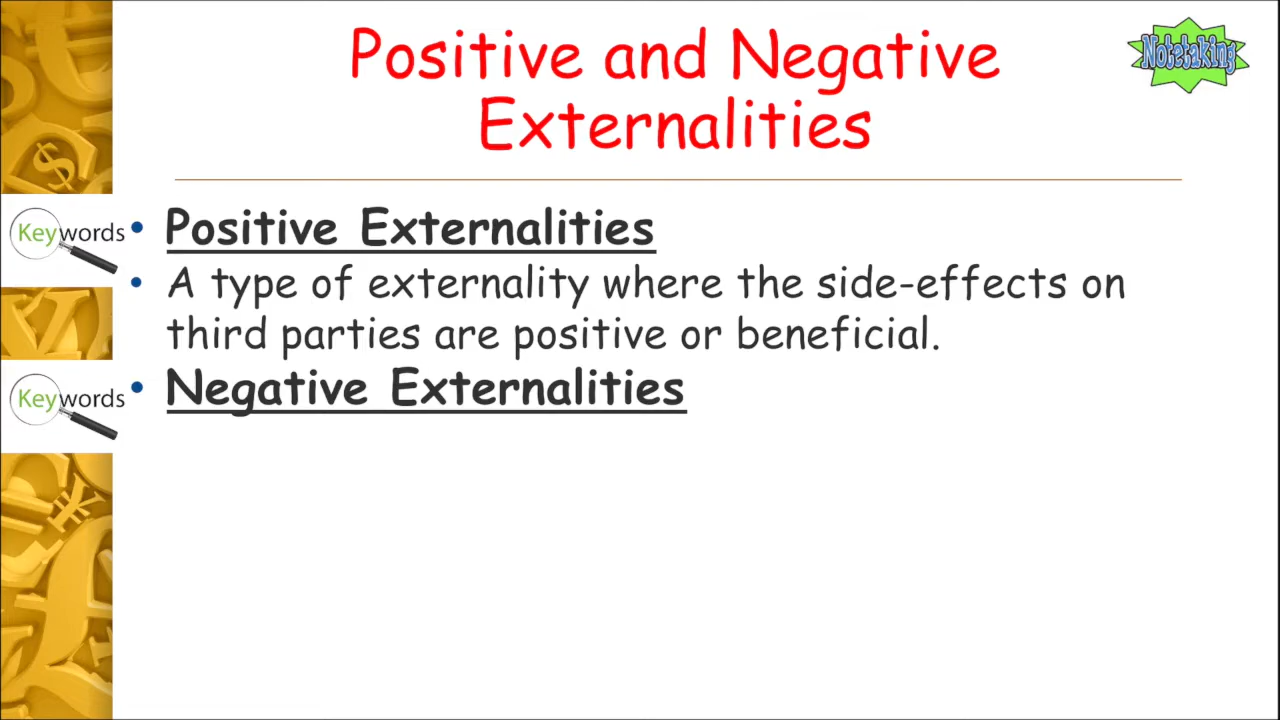 Positive and Negative
Externalities
Notetaking
Keywords
• Positive Externalities
• A type of externality where the side-effects on
third parties are positive or beneficial.
Keywords
• Negative Externalities